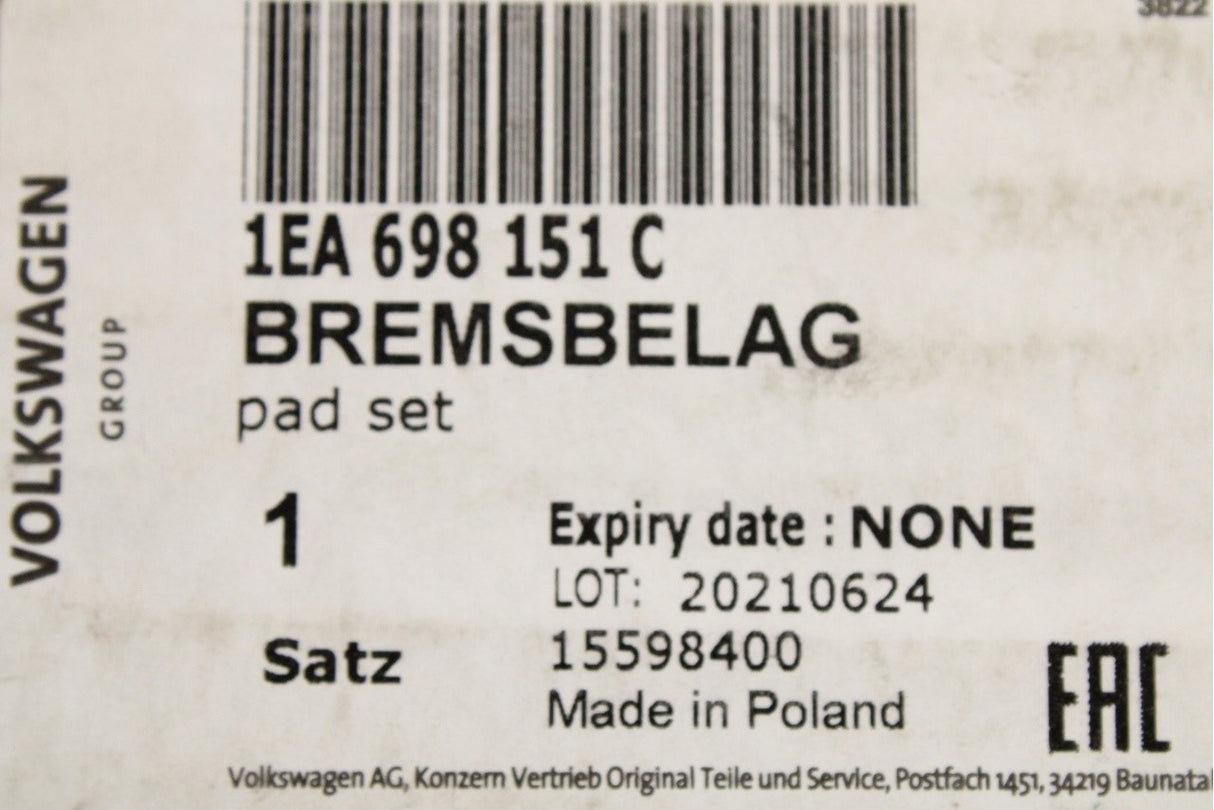 3822
1EA 698 151 C
BREMSBELAG
pad set
VOLKSWAGEN
GROUP
1
Satz
Expiry date : NONE
LOT: 20210624
15598400
Made in Poland
EAC
Volkswagen AG, Konzern Vertrieb Original Teile und Service, Postfach 1451, 34219 Baunatal